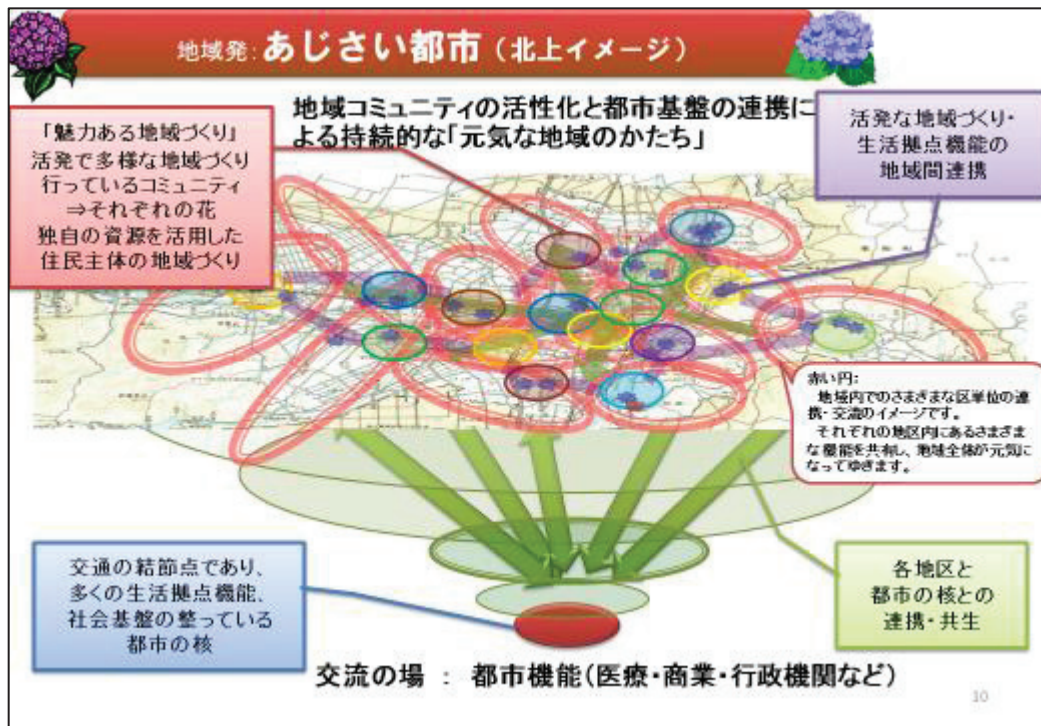 地域発:あじさい都市(北上イメージ)
地域コミュニティの活性化と都市基盤の連携に
よる持続的な「元気な地域のかたち」
「魅力ある地域づくり」
活発で多様な地域づくり
行っているコミュニティ
⇒それぞれの花
独自の資源を活用した
住民主体の地域づくり
活発な地域づくり・
生活拠点機能の
地域間連携
赤い円:
地域内でのさまざまな区単位の連
携・交流のイメージです。
それぞれの地区内にあるさまざま
な機能を共有し、地域全体が元気に
なってゆきます。
交通の結節点であり、
多くの生活拠点機能、
社会基盤の整っている
都市の核
各地区と
都市の核との
連携・共生
交流の場 : 都市機能(医療・商業・行政機関など)
10